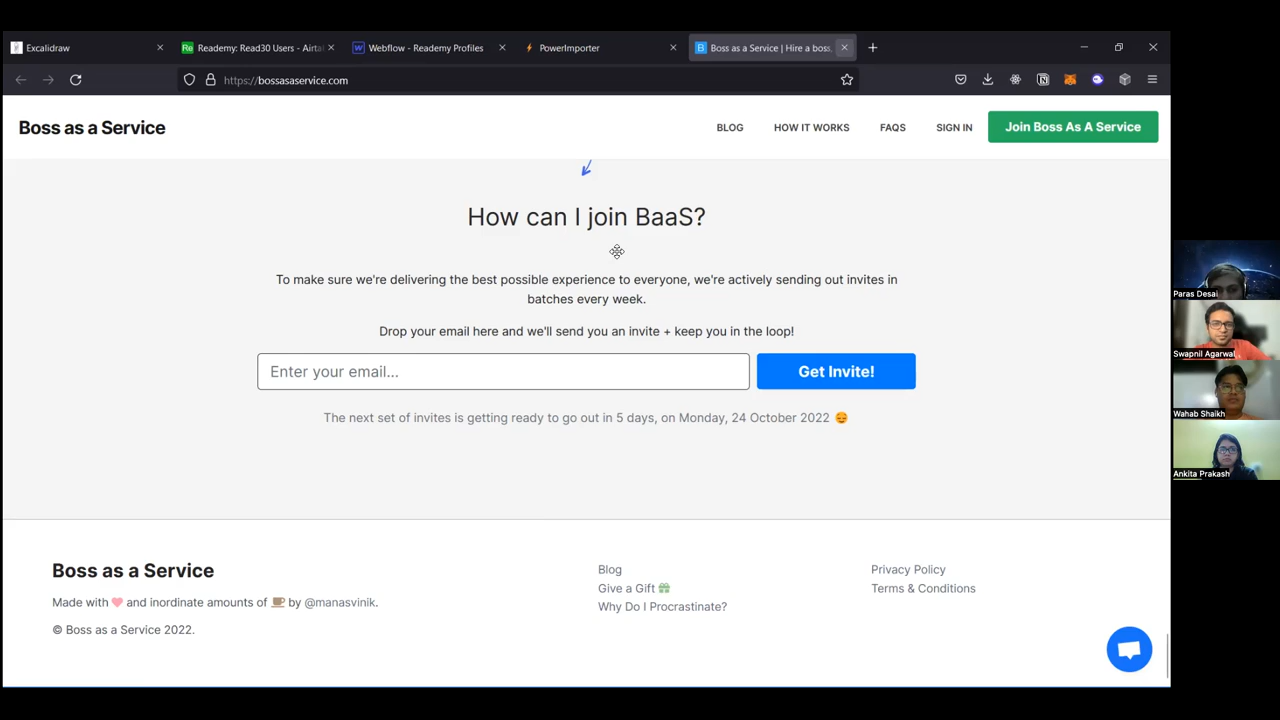 Excalidraw
Reademy: Read30 Users - Airta
Webflow - Reademy Profiles
PowerImporter
Boss as a Service | Hire a boss,
https://bossasaservice.com
Boss as a Service
BLOG
HOW IT WORKS
FAQS
SIGN IN
Join Boss As A Service
How can I join BaaS?
To make sure we're delivering the best possible experience to everyone, we're actively sending out invites in
batches every week.
Drop your email here and we'll send you an invite + keep you in the loop!
Enter your email...
Get Invite!
The next set of invites is getting ready to go out in 5 days, on Monday, 24 October 2022 😌
Boss as a Service
Made with ❤ and inordinate amounts of ☕ by @manasvinik.
© Boss as a Service 2022.
Blog
Give a Gift 🎁
Why Do I Procrastinate?
Privacy Policy
Terms & Conditions
Paras Desai
Swapnil Agarwal
Wahab Shaikh
Ankita Prakash